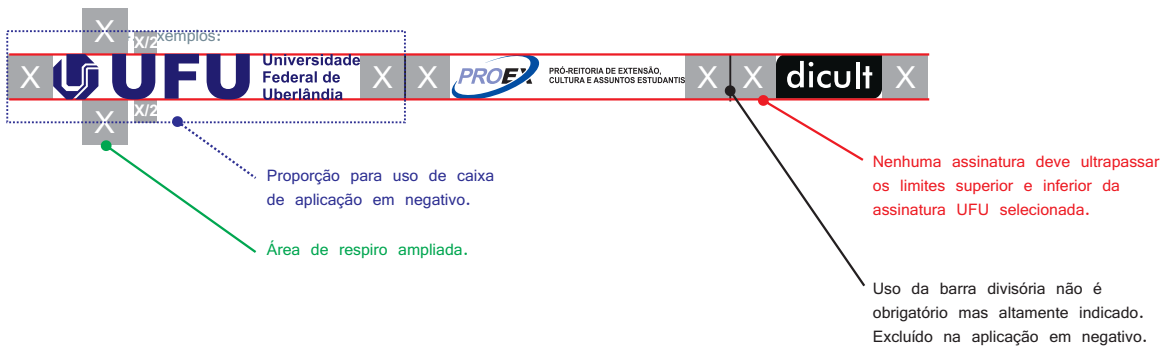 X
X/2
xemplos:
X
UFU
Universidade
Federal de
Uberlândia
X
X
PROEX
PRÓ-REITORIA DE EXTENSÃO,
CULTURA E ASSUNTOS ESTUDANTIS
X
X
dicult
X
X
X/2
Proporção para uso de caixa
de aplicação em negativo.
Área de respiro ampliada.
Nenhuma assinatura deve ultrapassar
os limites superior e inferior da
assinatura UFU selecionada.
Uso da barra divisória não é
obrigatório mas altamente indicado.
Excluído na aplicação em negativo.